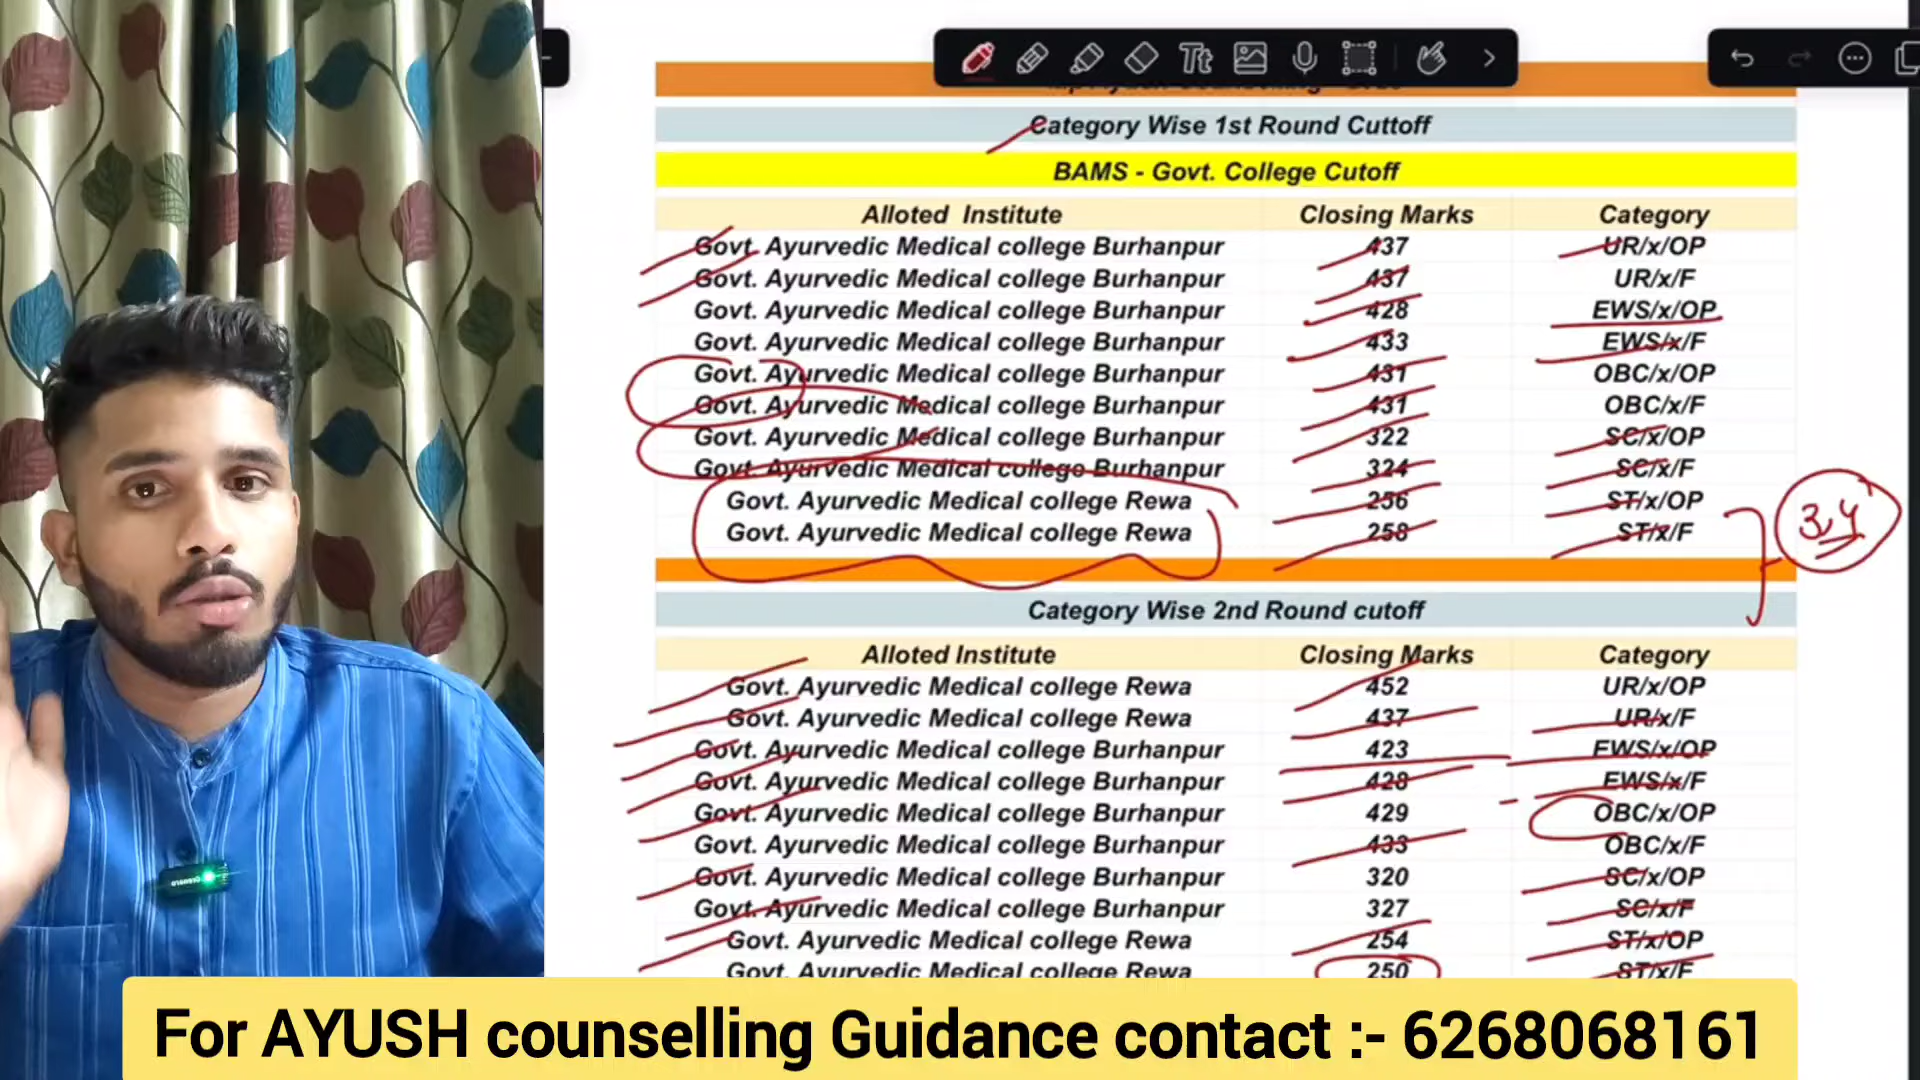 Tt
Category Wise 1st Round Cuttoff
BAMS - Govt. College Cutoff
Alloted Institute Closing Marks Category
Govt. Ayurvedic Medical college Burhanpur 437 UR/x/OP
Govt. Ayurvedic Medical college Burhanpur 437 UR/x/F
Govt. Ayurvedic Medical college Burhanpur 428 EWS/x/OP
Govt. Ayurvedic Medical college Burhanpur 433 EWS/x/F
Govt. Ayurvedic Medical college Burhanpur 431 OBC/x/OP
Govt. Ayurvedic Medical college Burhanpur 431 OBC/x/F
Govt. Ayurvedic Medical college Burhanpur 322 SC/x/OP
Govt. Ayurvedic Medical college Burhanpur 324 SC/x/F
Govt. Ayurvedic Medical college Rewa 256 ST/x/OP
Govt. Ayurvedic Medical college Rewa 258 ST/x/F
3,4
Category Wise 2nd Round cutoff
Alloted Institute Closing Marks Category
Govt. Ayurvedic Medical college Rewa 452 UR/x/OP
Govt. Ayurvedic Medical college Rewa 437 UR/x/F
Govt. Ayurvedic Medical college Burhanpur 423 EWS/x/OP
Govt. Ayurvedic Medical college Burhanpur 428 EWS/x/F
Govt. Ayurvedic Medical college Burhanpur 429 OBC/x/OP
Govt. Ayurvedic Medical college Burhanpur 433 OBC/x/F
Govt. Ayurvedic Medical college Burhanpur 320 SC/x/OP
Govt. Ayurvedic Medical college Burhanpur 327 SC/x/F
Govt. Ayurvedic Medical college Rewa 254 ST/x/OP
Govt. Ayurvedic Medical college Rewa 250 ST/x/F
For AYUSH counselling Guidance contact :- 6268068161